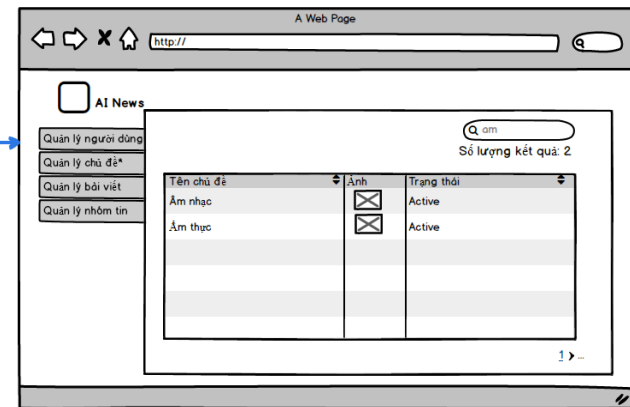 A Web Page
http://
AI News
Quản lý người dùng
Quản lý chủ đề*
Quản lý bài viết
Quản lý nhóm tin
am
Số lượng kết quả: 2
Tên chủ đề Ảnh Trạng thái
Âm nhạc Active
Ẩm thực Active
1 > ...